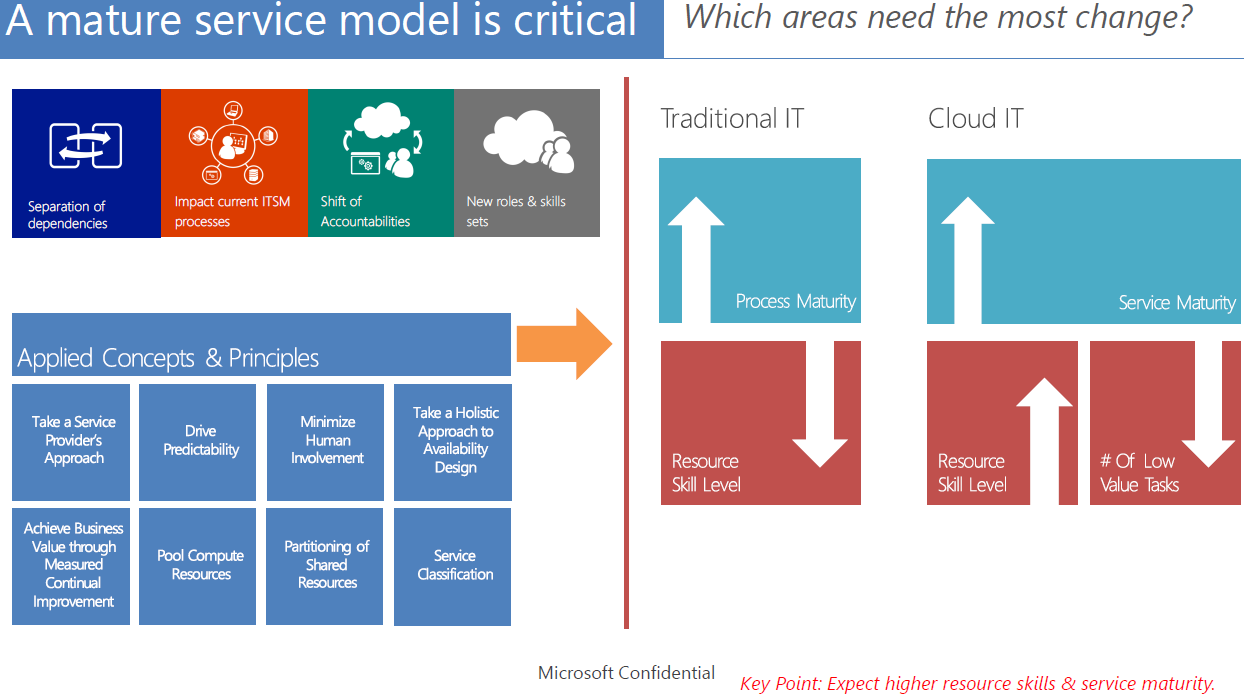 A mature service model is critical
Which areas need the most change?
Separation of
dependencies
Impact current ITSM
processes
Shift of
Accountabilities
New roles & skills
sets
Applied Concepts & Principles
Take a Service
Provider's
Approach
Drive
Predictability
Minimize
Human
Involvement
Take a Holistic
Approach to
Availability
Design
Achieve Business
Value through
Measured
Continual
Improvement
Pool Compute
Resources
Partitioning of
Shared
Resources
Service
Classification
Traditional IT
Process Maturity
Resource
Skill Level
Cloud IT
Service Maturity
Resource
Skill Level
# Of Low
Value Tasks
Microsoft Confidential
Key Point: Expect higher resource skills & service maturity.